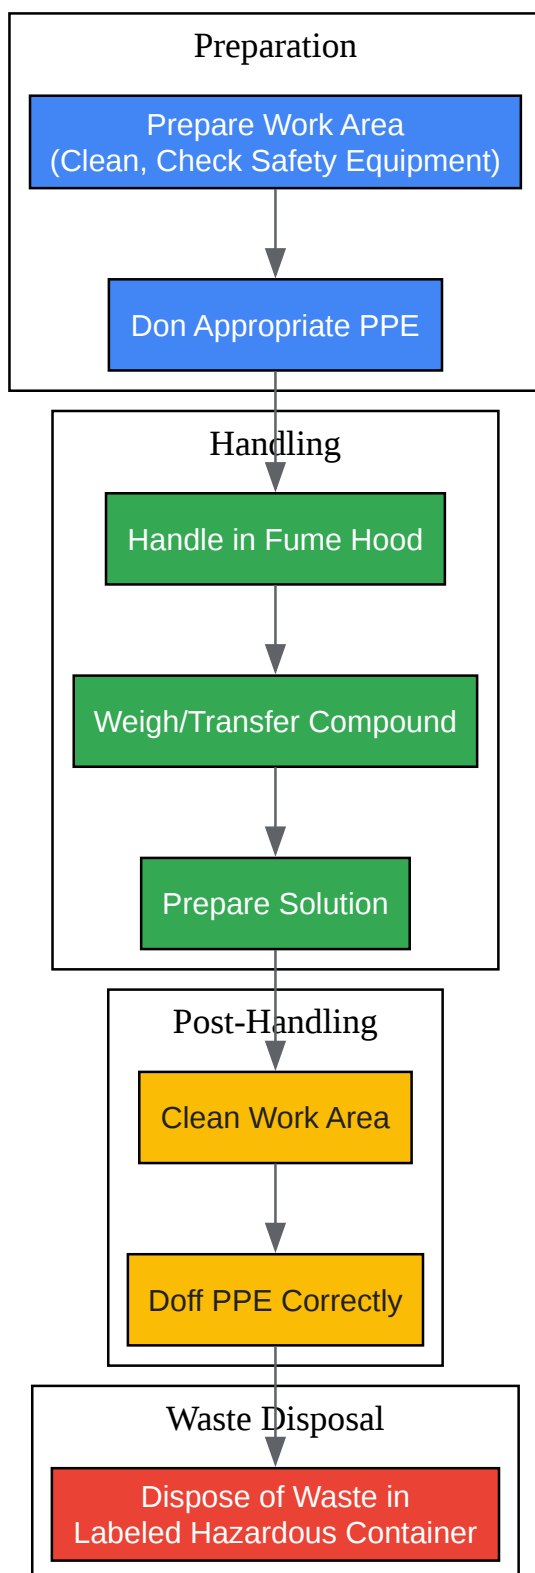 Preparation
Prepare Work Area
(Clean, Check Safety Equipment)
Don Appropriate PPE
Handling
Handle in Fume Hood
Weigh/Transfer Compound
Prepare Solution
Post-Handling
Clean Work Area
Doff PPE Correctly
Waste Disposal
Dispose of Waste in
Labeled Hazardous Container